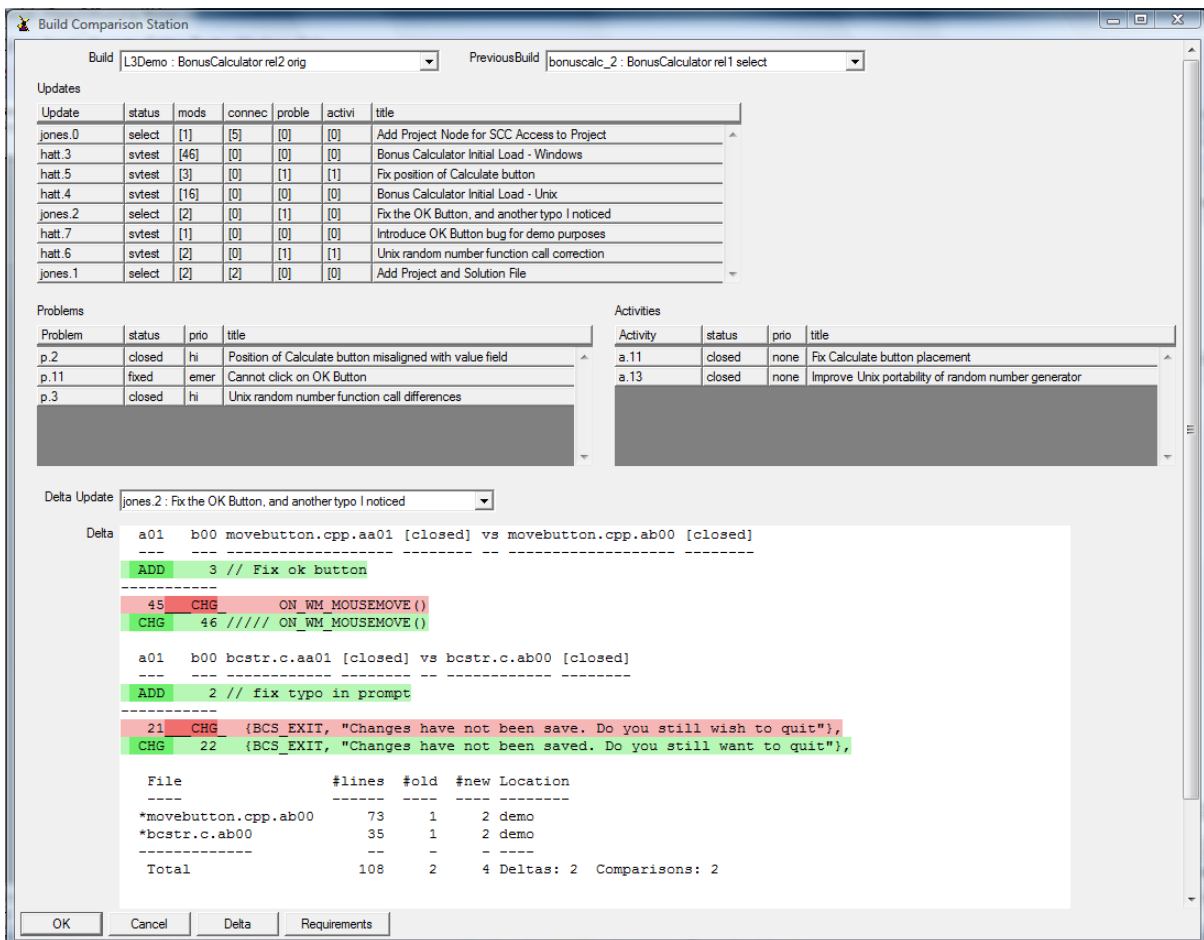 Build Comparison Station
Build L3Demo : BonusCalculator rel2 orig PreviousBuild bonuscalc_2 : BonusCalculator rel1 select
Updates
Update status mods connec proble activi title
jones.0 select [1] [5] [0] [0] Add Project Node for SCC Access to Project
hatt.3 svtest [46] [0] [0] [0] Bonus Calculator Initial Load - Windows
hatt.5 svtest [3] [0] [1] [1] Fix position of Calculate button
hatt.4 svtest [16] [0] [0] [0] Bonus Calculator Initial Load - Unix
jones.2 select [2] [0] [1] [0] Fix the OK Button, and another typo I noticed
hatt.7 svtest [1] [0] [0] [0] Introduce OK Button bug for demo purposes
hatt.6 svtest [2] [0] [1] [1] Unix random number function call correction
jones.1 select [2] [2] [0] [0] Add Project and Solution File
Problems Activities
Problem status prio title Activity status prio title
p.2 closed hi Position of Calculate button misaligned with value field a.11 closed none Fix Calculate button placement
p.11 fixed emer Cannot click on OK Button a.13 closed none Improve Unix portability of random number generator
p.3 closed hi Unix random number function call differences
Delta Update jones.2 : Fix the OK Button, and another typo I noticed
Delta a01 b00 movebutton.cpp.aa01 [closed] vs movebutton.cpp.ab00 [closed]
--- --- ------------------- -------- -- ------------------- --------
ADD 3 // Fix ok button
-----------
45___CHG_ ON_WM_MOUSEMOVE()
CHG 46 ///// ON_WM_MOUSEMOVE()
a01 b00 bcstr.c.aa01 [closed] vs bcstr.c.ab00 [closed]
--- --- ------------ -------- -- ------------ --------
ADD 2 // fix typo in prompt
-----------
21___CHG_ {BCS_EXIT, "Changes have not been save. Do you still wish to quit"},
CHG 22 {BCS_EXIT, "Changes have not been saved. Do you still want to quit"},
File #lines #old #new Location
---- ------ ---- ---- --------
*movebutton.cpp.ab00 73 1 2 demo
*bcstr.c.ab00 35 1 2 demo
------------- -- - - ----
Total 108 2 4 Deltas: 2 Comparisons: 2
OK Cancel Delta Requirements